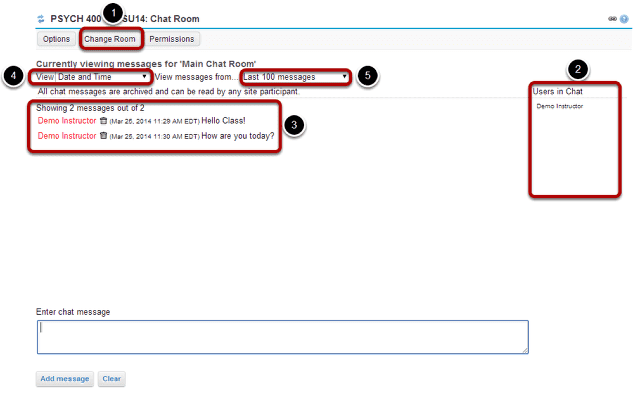 1
PSYCH 400 SU14: Chat Room
Options Change Room Permissions
Currently viewing messages for 'Main Chat Room'
4 View Date and Time View messages from... Last 100 messages 5
All chat messages are archived and can be read by any site participant.
2
Users in Chat
Demo Instructor
Showing 2 messages out of 2
Demo Instructor (Mar 25, 2014 11:29 AM EDT) Hello Class!
3
Demo Instructor (Mar 25, 2014 11:30 AM EDT) How are you today?
Enter chat message
Add message Clear